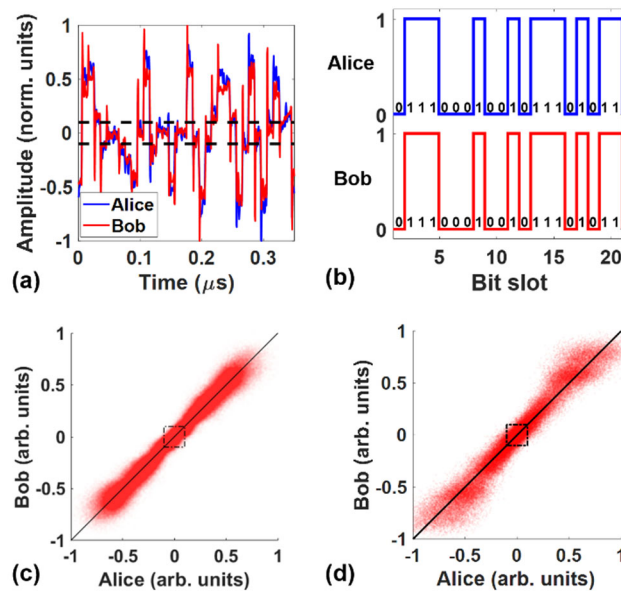 1
0.5
0
-0.5
-1
Amplitude (norm. units)
Alice
Bob
0 0.1 0.2 0.3
Time (μs)
(a)
1
Alice
0
0 1 1 1 0 0 0 1 0 0 1 0 1 1 1 0 1 0 1 1
1
Bob
0
0 1 1 1 0 0 0 1 0 0 1 0 1 1 1 0 1 0 1 1
5 10 15 20
Bit slot
(b)
1
0.5
0
-0.5
-1
Bob (arb. units)
-1 -0.5 0 0.5 1
Alice (arb. units)
(c)
1
0.5
0
-0.5
-1
Bob (arb. units)
-1 -0.5 0 0.5 1
Alice (arb. units)
(d)